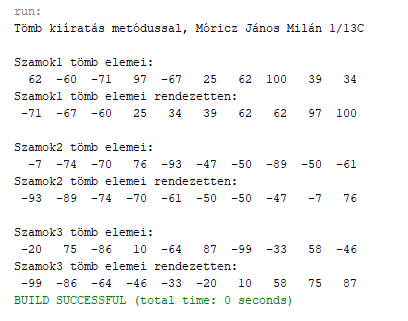 run:
Tömb kiíratás metódussal, Móricz János Milán 1/13C
Szamok1 tömb elemei:
62 -60 -71 97 -67 25 62 100 39 34
Szamok1 tömb elemei rendezetten:
-71 -67 -60 25 34 39 62 62 97 100
Szamok2 tömb elemei:
-7 -74 -70 76 -93 -47 -50 -89 -50 -61
Szamok2 tömb elemei rendezetten:
-93 -89 -74 -70 -61 -50 -50 -47 -7 76
Szamok3 tömb elemei:
-20 75 -86 10 -64 87 -99 -33 58 -46
Szamok3 tömb elemei rendezetten:
-99 -86 -64 -46 -33 -20 10 58 75 87
BUILD SUCCESSFUL (total time: 0 seconds)